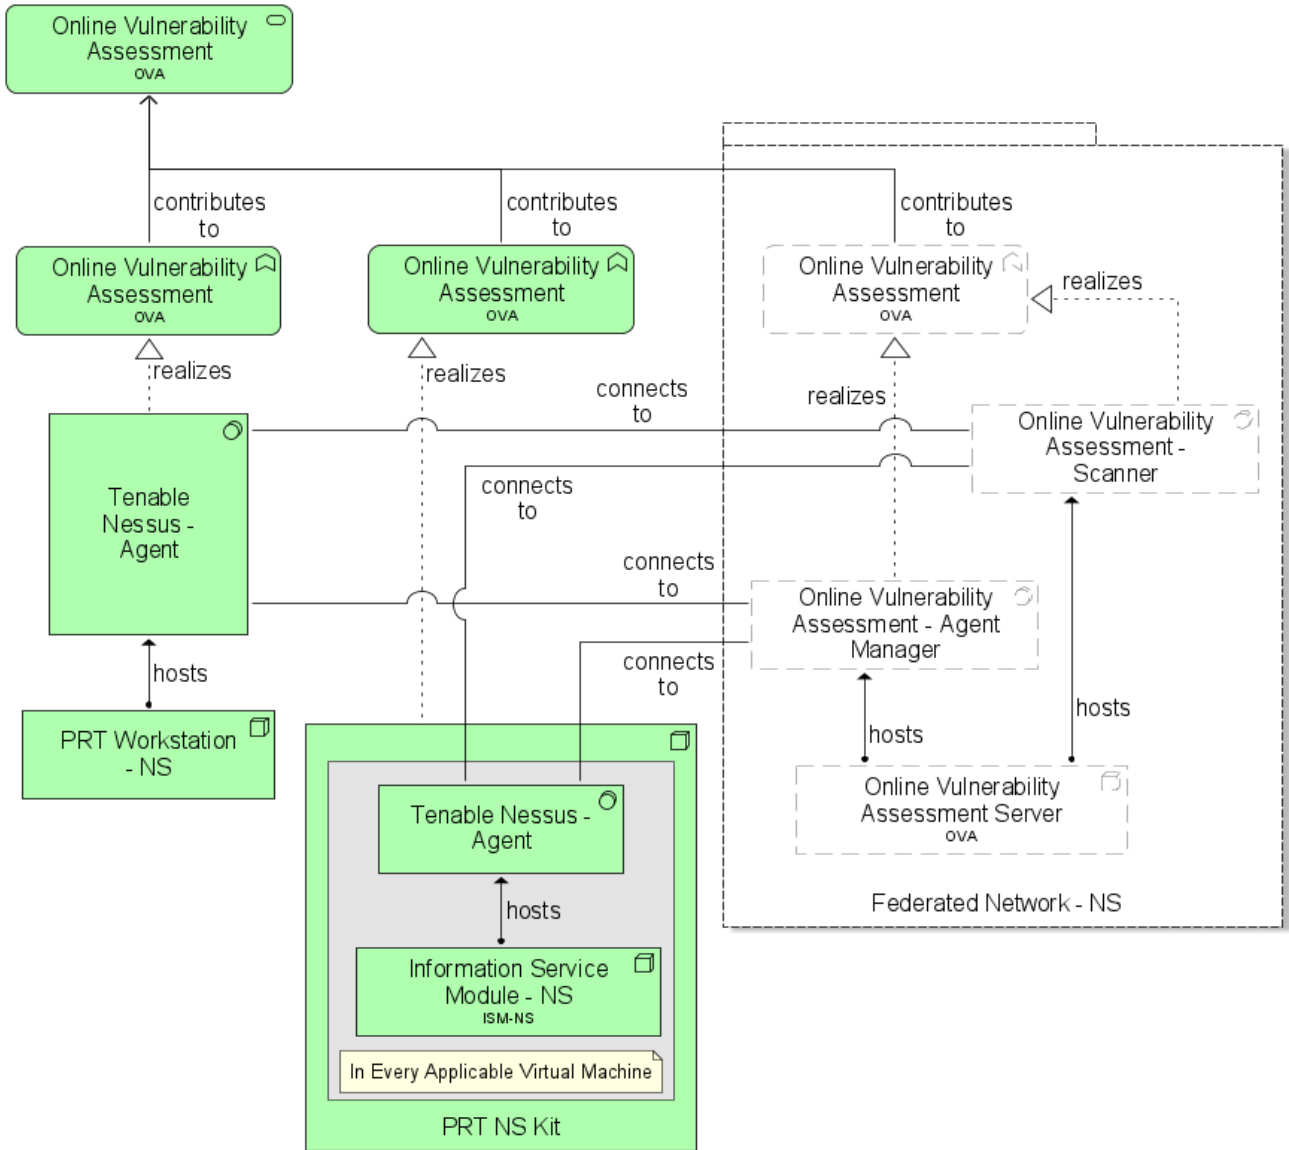 Online Vulnerability
Assessment
OVA
contributes
to
contributes
to
contributes
to
Online Vulnerability
Assessment
OVA
Online Vulnerability
Assessment
OVA
Online Vulnerability
Assessment
OVA
realizes
realizes
realizes
realizes
connects
to
Online Vulnerability
Assessment -
Scanner
Tenable
Nessus -
Agent
connects
to
connects
to
Online Vulnerability
Assessment - Agent
Manager
connects
to
hosts
hosts
hosts
PRT Workstation
- NS
Online Vulnerability
Assessment Server
OVA
Tenable Nessus -
Agent
Federated Network - NS
hosts
Information Service
Module - NS
ISM-NS
In Every Applicable Virtual Machine
PRT NS Kit